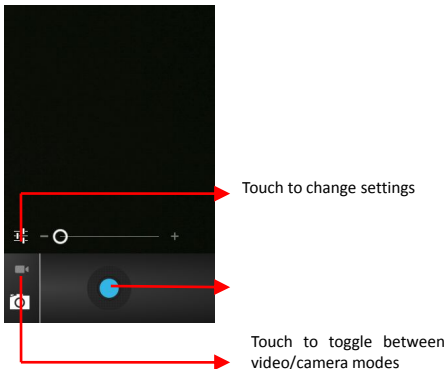 Touch to change settings
Touch to toggle between
video/camera modes